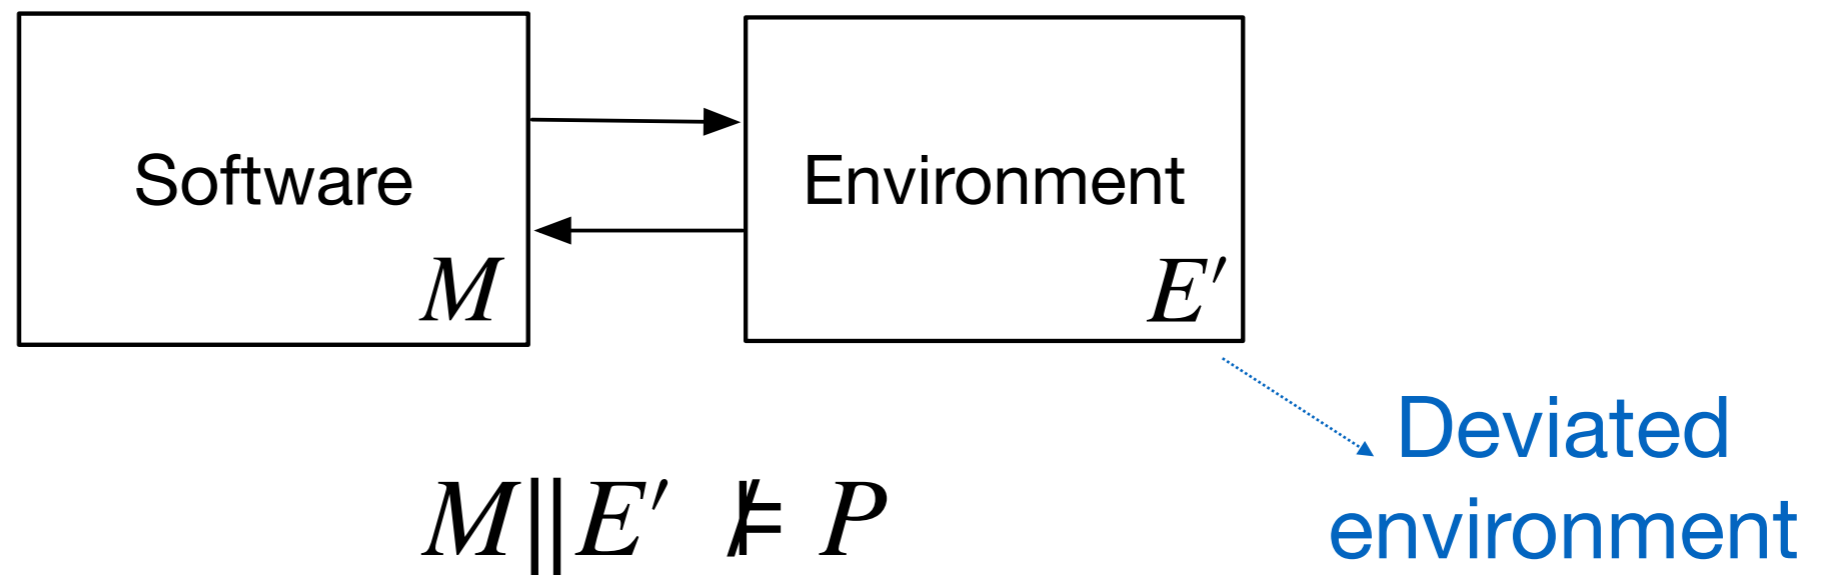 Software
M
Environment
E′
Deviated
environment
M||E′ ⊭ P